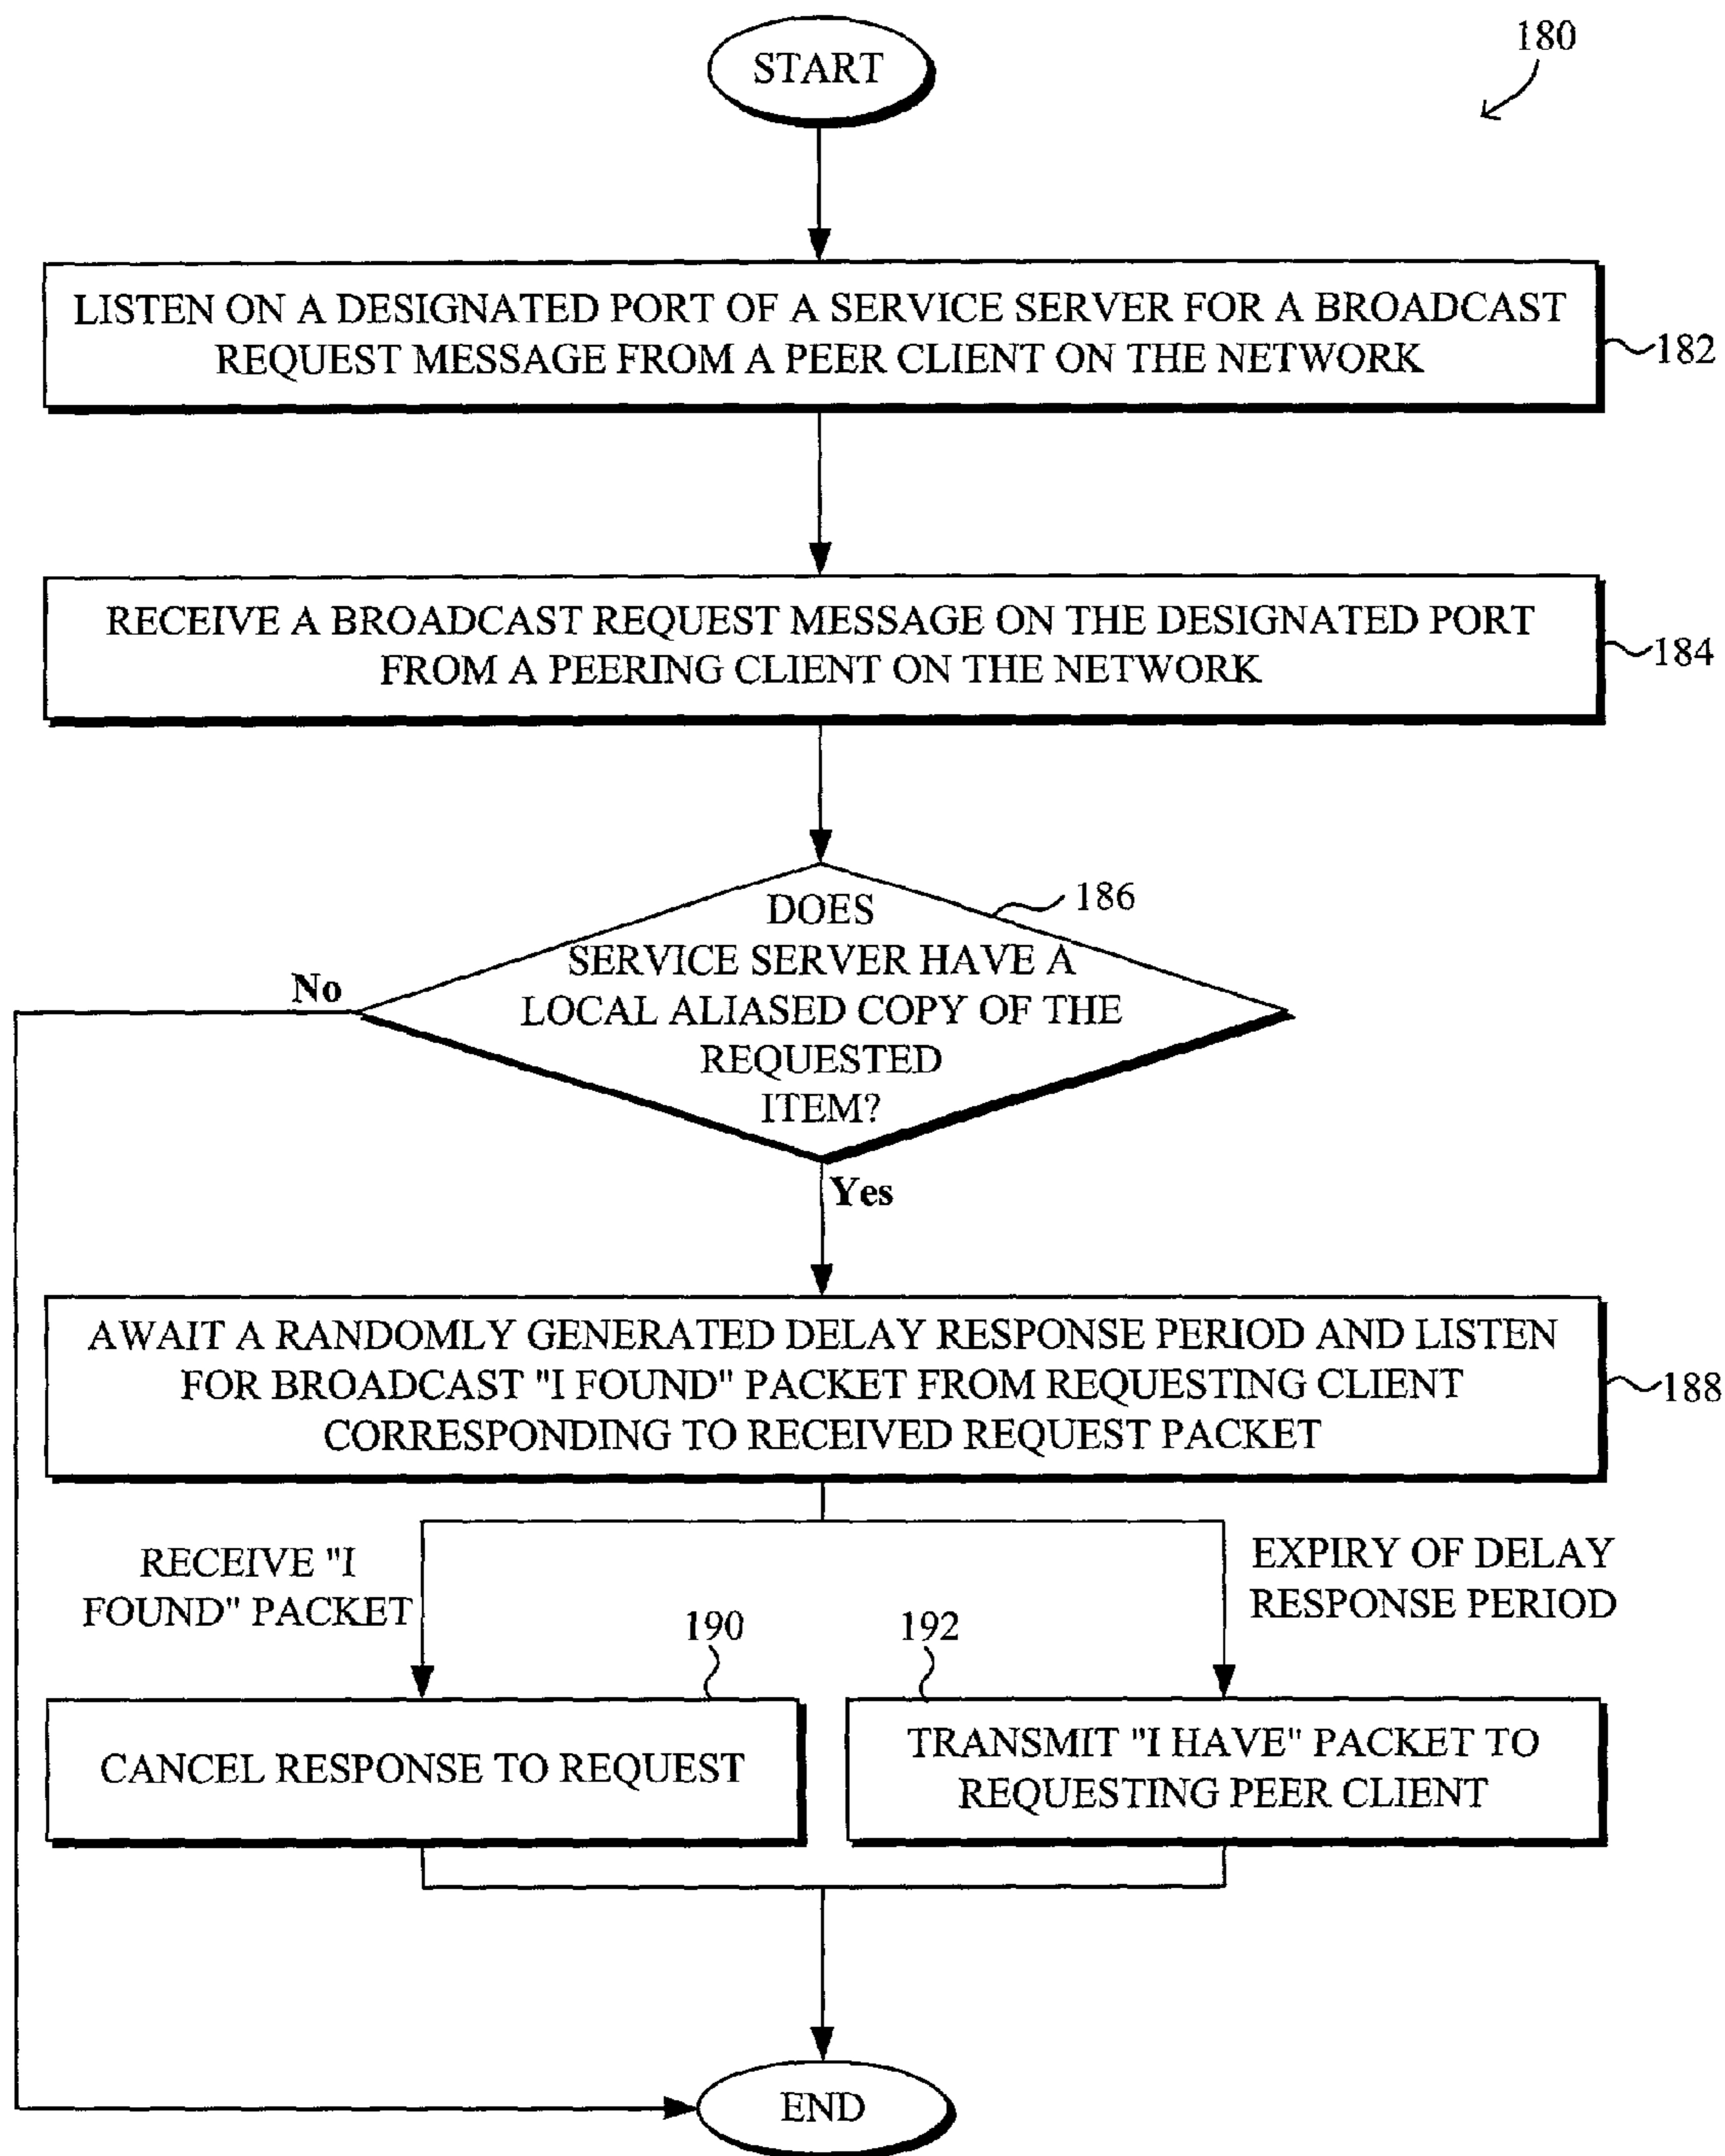 START
180
LISTEN ON A DESIGNATED PORT OF A SERVICE SERVER FOR A BROADCAST
REQUEST MESSAGE FROM A PEER CLIENT ON THE NETWORK
182
RECEIVE A BROADCAST REQUEST MESSAGE ON THE DESIGNATED PORT
FROM A PEERING CLIENT ON THE NETWORK
184
186
DOES
SERVICE SERVER HAVE A
LOCAL ALIASED COPY OF THE
REQUESTED
ITEM?
No
Yes
AWAIT A RANDOMLY GENERATED DELAY RESPONSE PERIOD AND LISTEN
FOR BROADCAST "I FOUND" PACKET FROM REQUESTING CLIENT
CORRESPONDING TO RECEIVED REQUEST PACKET
188
RECEIVE "I
FOUND" PACKET
EXPIRY OF DELAY
RESPONSE PERIOD
190
192
CANCEL RESPONSE TO REQUEST
TRANSMIT "I HAVE" PACKET TO
REQUESTING PEER CLIENT
END